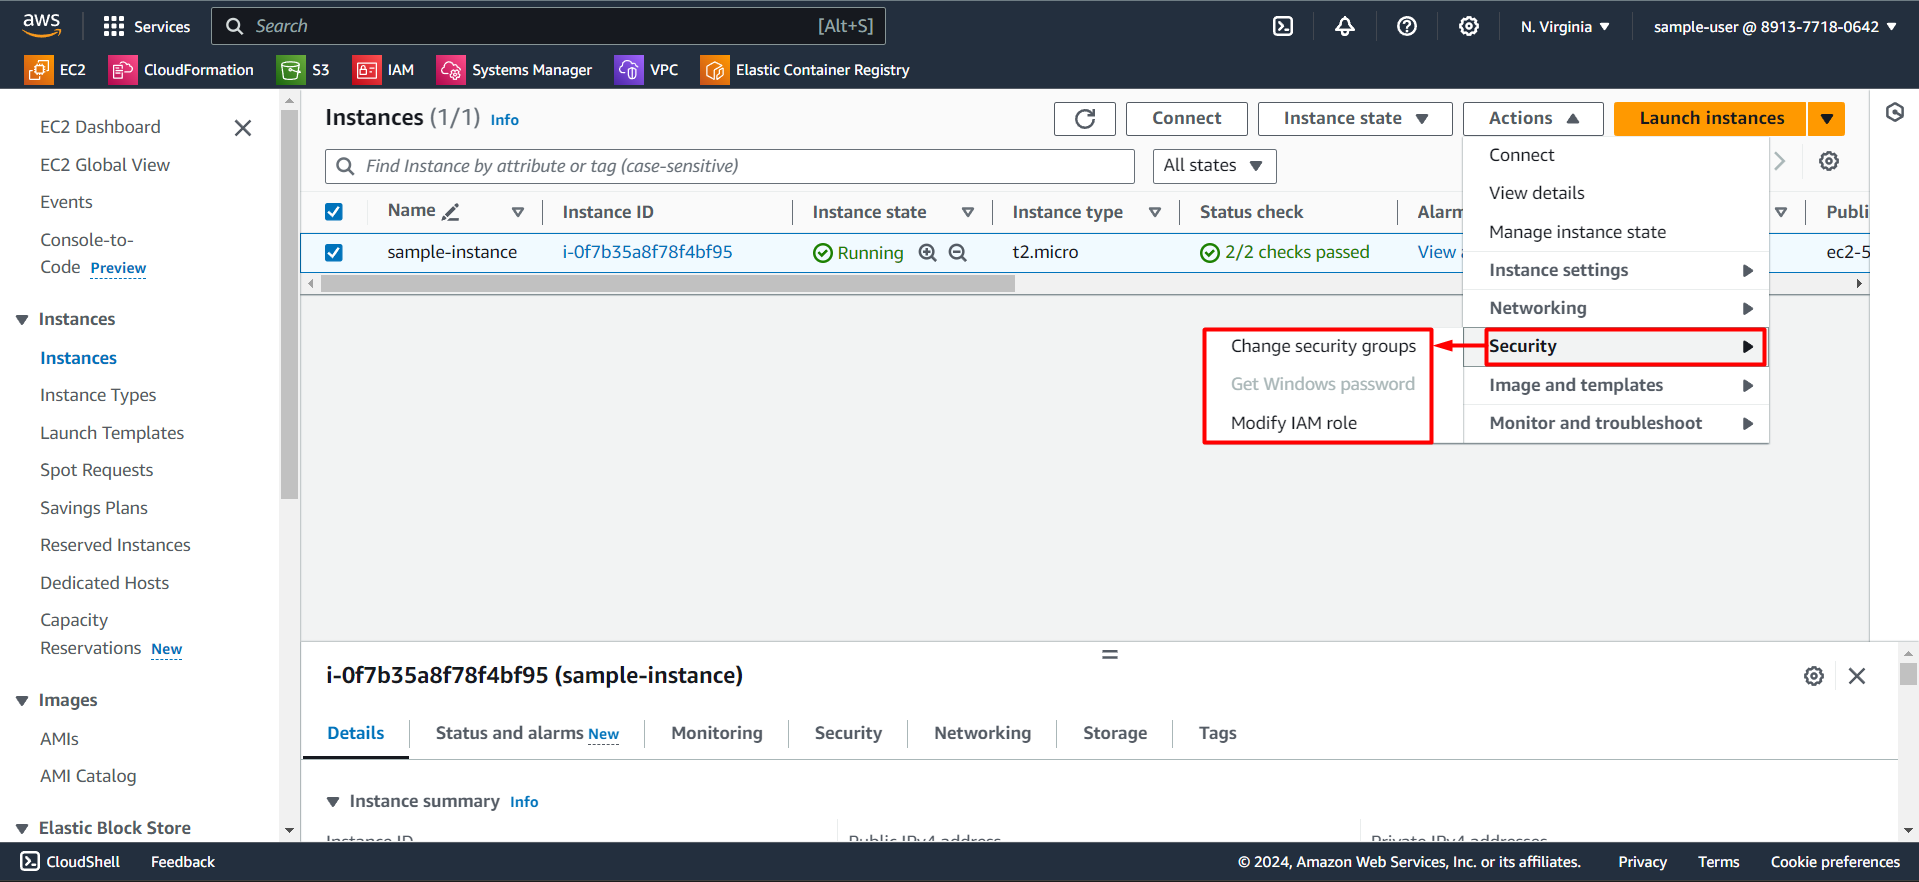 aws
Services
Search
[Alt+S]
N. Virginia
sample-user @ 8913-7718-0642
EC2
CloudFormation
S3
IAM
Systems Manager
VPC
Elastic Container Registry
EC2 Dashboard
EC2 Global View
Events
Console-to-
Code Preview
Instances
Instances
Instance Types
Launch Templates
Spot Requests
Savings Plans
Reserved Instances
Dedicated Hosts
Capacity
Reservations New
Images
AMIs
AMI Catalog
Elastic Block Store
Instances (1/1) Info
Connect
Instance state
Actions
Launch instances
Find Instance by attribute or tag (case-sensitive)
All states
Name
Instance ID
Instance state
Instance type
Status check
Alarm
Publi
sample-instance
i-0f7b35a8f78f4bf95
Running
t2.micro
2/2 checks passed
View
ec2-5
Connect
View details
Manage instance state
Instance settings
Networking
Security
Image and templates
Monitor and troubleshoot
Change security groups
Get Windows password
Modify IAM role
i-0f7b35a8f78f4bf95 (sample-instance)
Details
Status and alarms New
Monitoring
Security
Networking
Storage
Tags
Instance summary Info
Instance ID
Public IPv4 address
Private IPv4 addresses
CloudShell
Feedback
© 2024, Amazon Web Services, Inc. or its affiliates.
Privacy
Terms
Cookie preferences